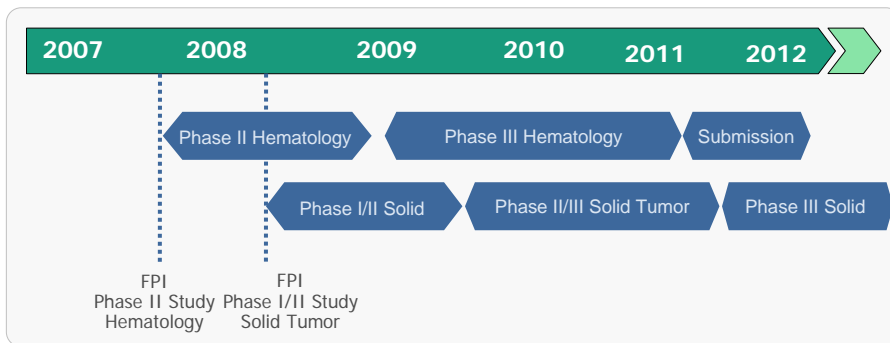 2007 2008 2009 2010 2011 2012
Phase II Hematology Phase III Hematology Submission
Phase I/II Solid Phase II/III Solid Tumor Phase III Solid
FPI
Phase II Study
Hematology
FPI
Phase I/II Study
Solid Tumor